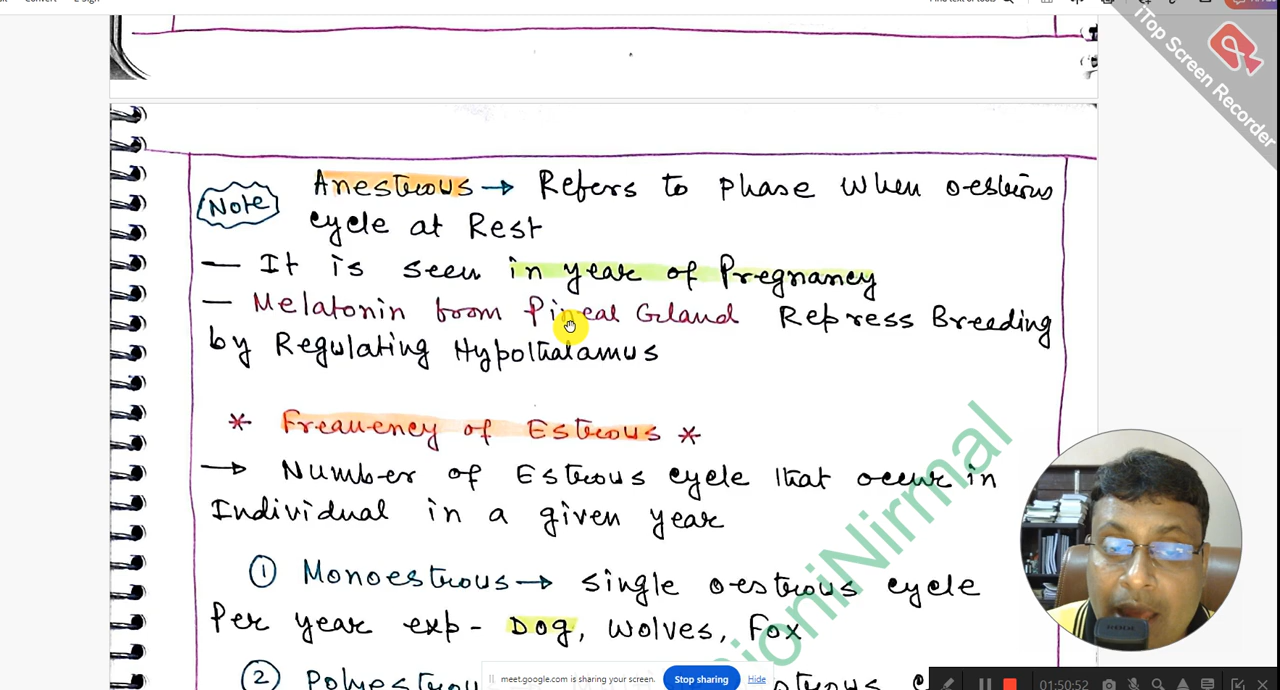 iTop Screen Recorder
Note
Anestrous → Refers to phase when oestrous
cycle at Rest
— It is seen in year of Pregnancy
— Melatonin from Pineal Gland Repress Breeding
by Regulating Hypothalamus
* Frequency of Estrous *
→ Number of Estrous cycle that occur in
Individual in a given year
① Monoestrous → single oestrous cycle
Per year exp - Dog, wolves, Fox
②
ioniNirmal
meet.google.com is sharing your screen. Stop sharing Hide
01:50:52